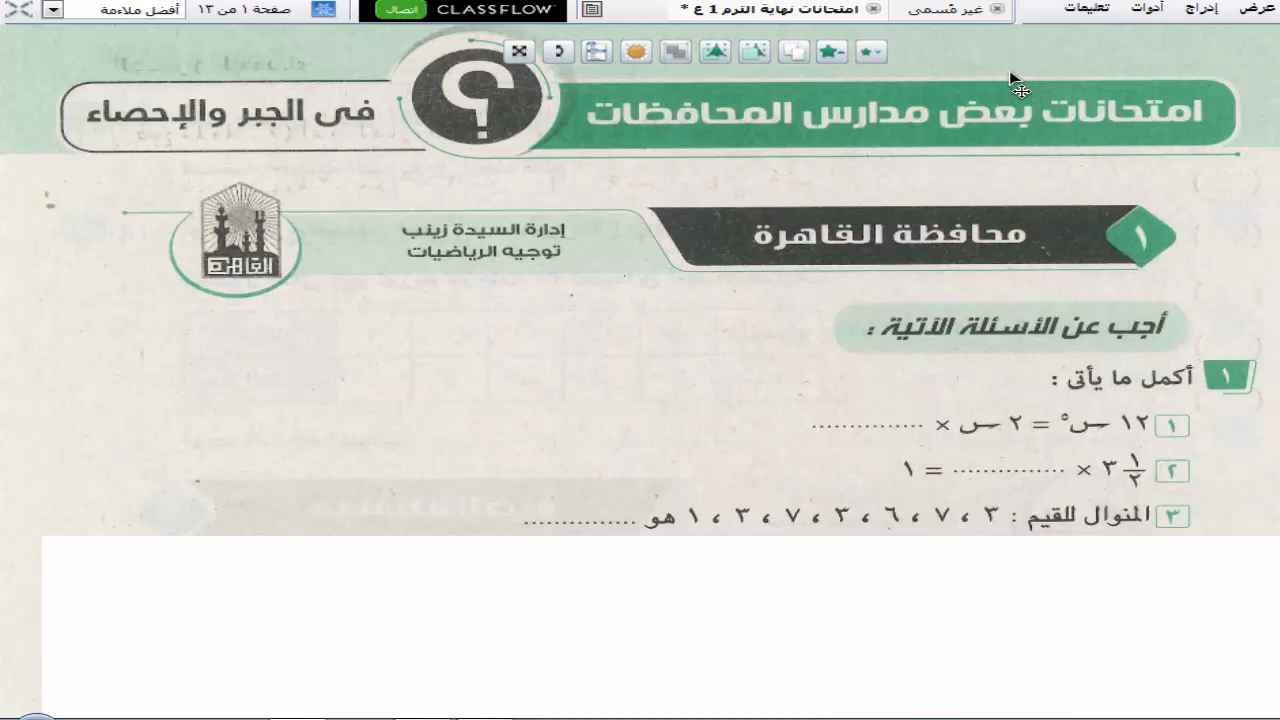 عرض إدراج أدوات تعليمات
غير مُسمى
امتحانات نهاية الترم 1 ع *
CLASSFLOW اتصال
صفحة ١ من ١٣
أفضل ملاءمة
امتحانات بعض مدارس المحافظات
؟
فى الجبر والإحصاء
١ محافظة القاهرة
إدارة السيدة زينب
توجيه الرياضيات
القاهرة
أجب عن الأسئلة الآتية :
١ أكمل ما يأتى :
١ ١٢ س⁵ = ٢ س × ..............
٢ ٣ ١/٢ × .............. = ١
٣ المنوال للقيم : ٣ ، ٧ ، ٦ ، ٣ ، ٧ ، ٣ ، ١ هو ..............